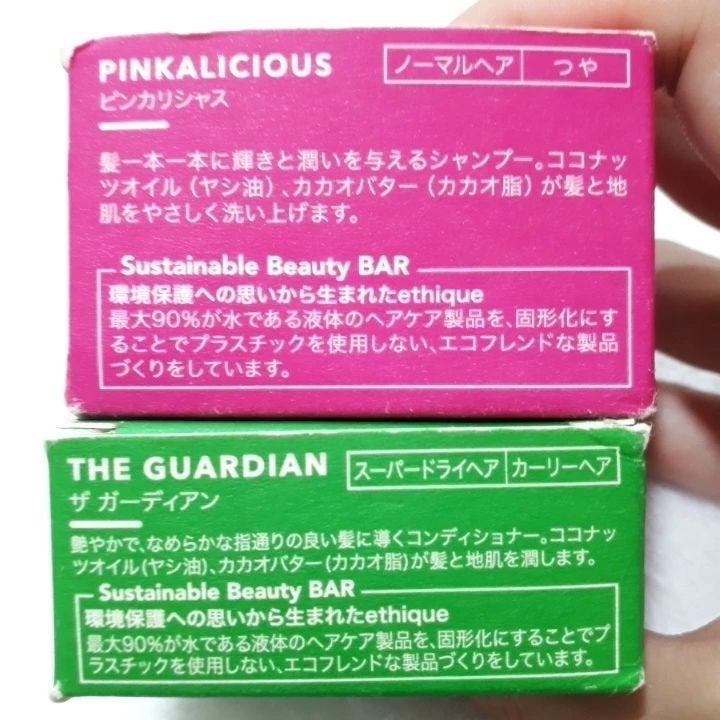 PINKALICIOUS
ノーマルヘア つや
ピンカリシャス
髪一本一本に輝きと潤いを与えるシャンプー。ココナッ
ツオイル（ヤシ油）、カカオバター（カカオ脂）が髪と地
肌をやさしく洗い上げます。
Sustainable Beauty BAR
環境保護への思いから生まれたethique
最大90%が水である液体のヘアケア製品を、固形化にす
ることでプラスチックを使用しない、エコフレンドな製品
づくりをしています。
THE GUARDIAN
スーパードライヘア カーリーヘア
ザ ガーディアン
艶やかで、なめらかな指通りの良い髪に導くコンディショナー。ココナッ
ツオイル(ヤシ油)、カカオバター(カカオ脂)が髪と地肌を潤します。
Sustainable Beauty BAR
環境保護への思いから生まれたethique
最大90%が水である液体のヘアケア製品を、固形化にすることでプ
ラスチックを使用しない、エコフレンドな製品づくりをしています。